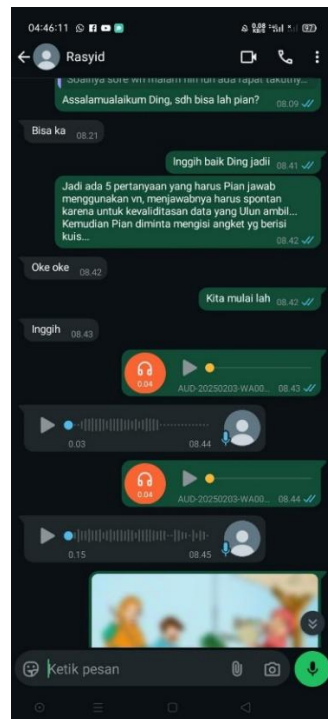 04:46:11
0,88 KB/S
97
Rasyid
Assalamualaikum Ding, sdh bisa lah pian?
08.09
Bisa ka 08.21
Inggih baik Ding jadii 08.41
Jadi ada 5 pertanyaan yang harus Pian jawab
menggunakan vn, menjawabnya harus spontan
karena untuk kevaliditasan data yang Ulun ambil...
Kemudian Pian diminta mengisi angket yg berisi
kuis...
08.42
Oke oke 08.42
Kita mulai lah 08.42
Inggih 08.43
0.04
AUD-20250203-WA00... 08.43
0.03 08.44
0.04
AUD-20250203-WA00... 08.44
0.15 08.45
Ketik pesan